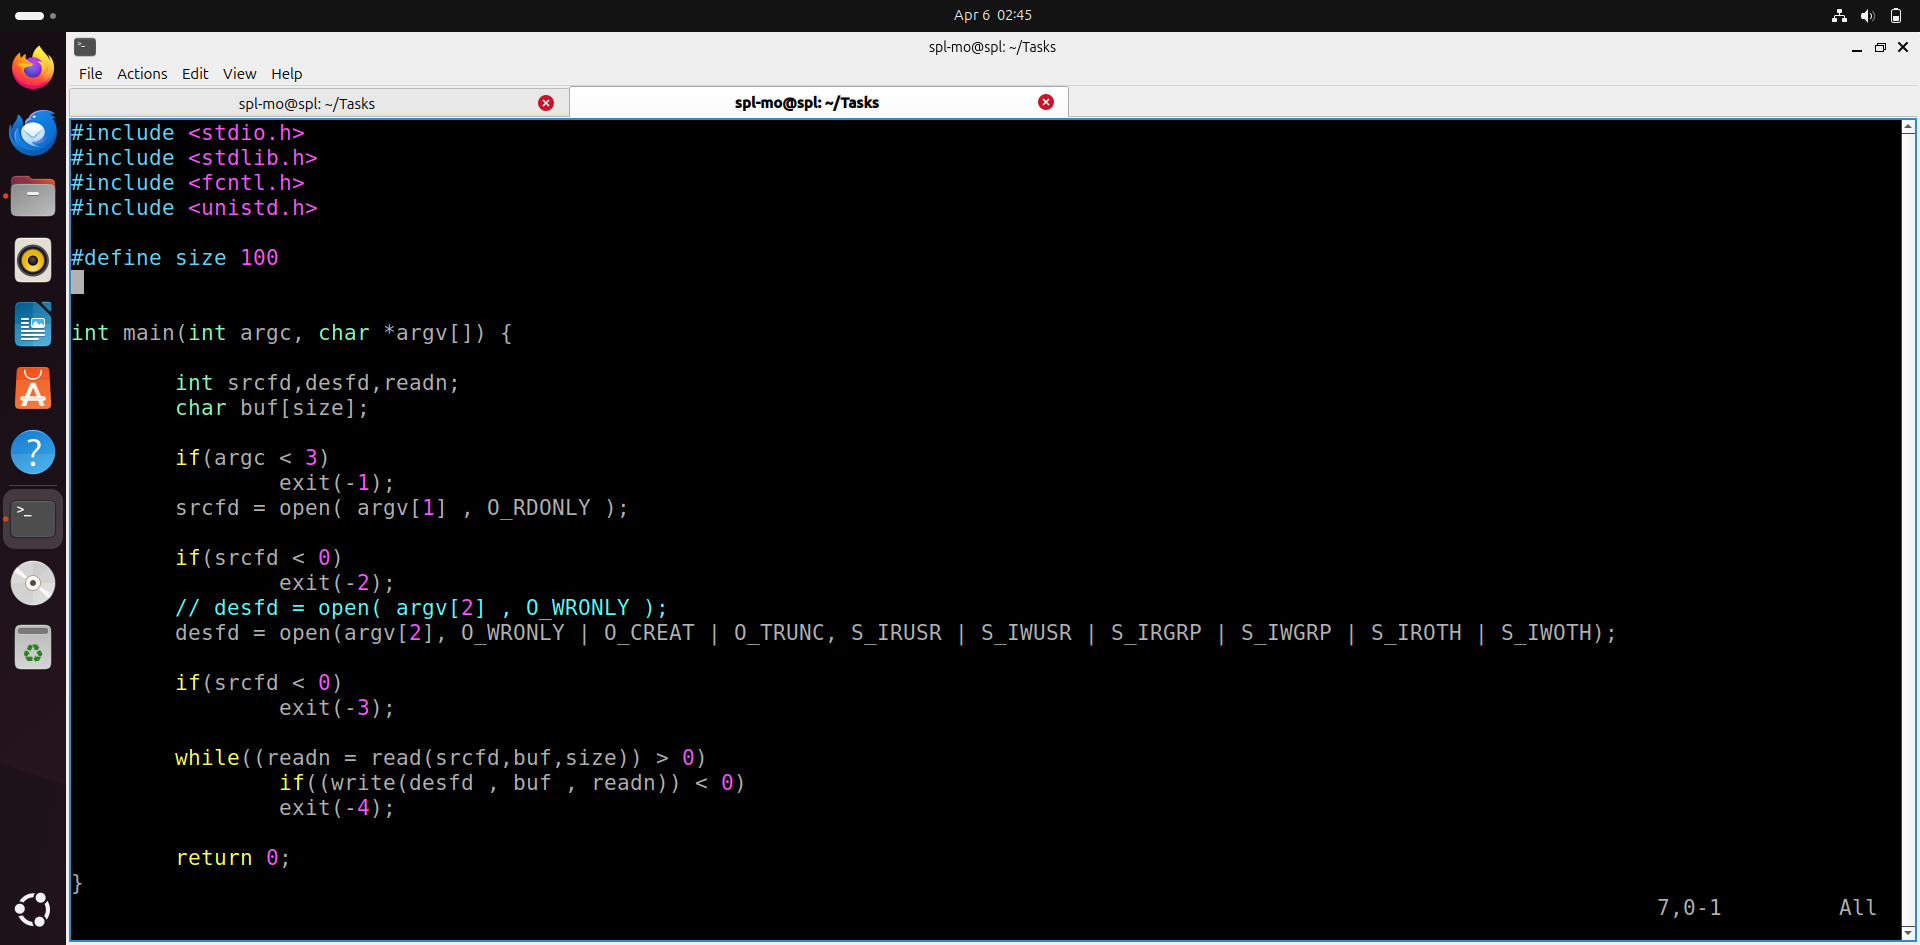 Apr 6 02:45
spl-mo@spl: ~/Tasks
File Actions Edit View Help
spl-mo@spl: ~/Tasks spl-mo@spl: ~/Tasks
#include <stdio.h>
#include <stdlib.h>
#include <fcntl.h>
#include <unistd.h>
#define size 100
int main(int argc, char *argv[]) {
int srcfd,desfd,readn;
char buf[size];
if(argc < 3)
exit(-1);
srcfd = open( argv[1] , O_RDONLY );
if(srcfd < 0)
exit(-2);
// desfd = open( argv[2] , O_WRONLY );
desfd = open(argv[2], O_WRONLY | O_CREAT | O_TRUNC, S_IRUSR | S_IWUSR | S_IRGRP | S_IWGRP | S_IROTH | S_IWOTH);
if(srcfd < 0)
exit(-3);
while((readn = read(srcfd,buf,size)) > 0)
if((write(desfd , buf , readn)) < 0)
exit(-4);
return 0;
}
7,0-1 All